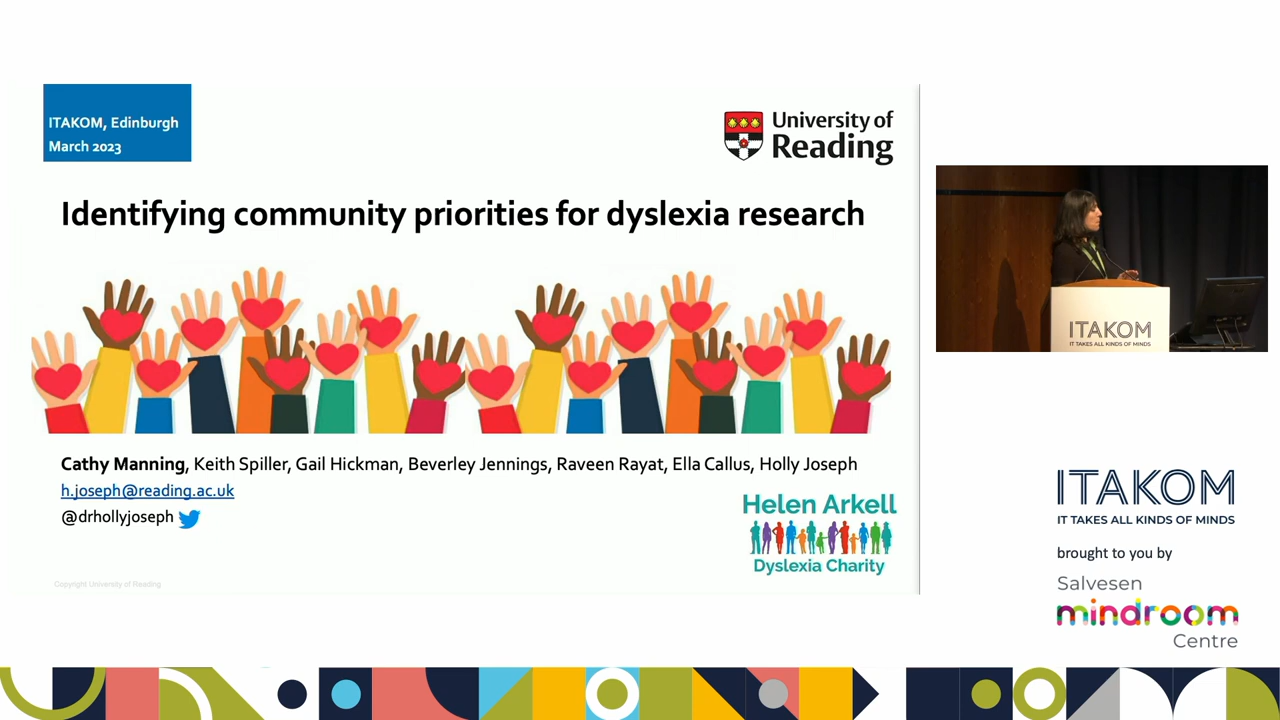 ITAKOM, Edinburgh
March 2023
University of
Reading
Identifying community priorities for dyslexia research
Cathy Manning, Keith Spiller, Gail Hickman, Beverley Jennings, Raveen Rayat, Ella Callus, Holly Joseph
h.joseph@reading.ac.uk
@drhollyjoseph
Helen Arkell
Dyslexia Charity
Copyright University of Reading
ITAKOM
IT TAKES ALL KINDS OF MINDS
ITAKOM
IT TAKES ALL KINDS OF MINDS
brought to you by
Salvesen
mindroom
Centre